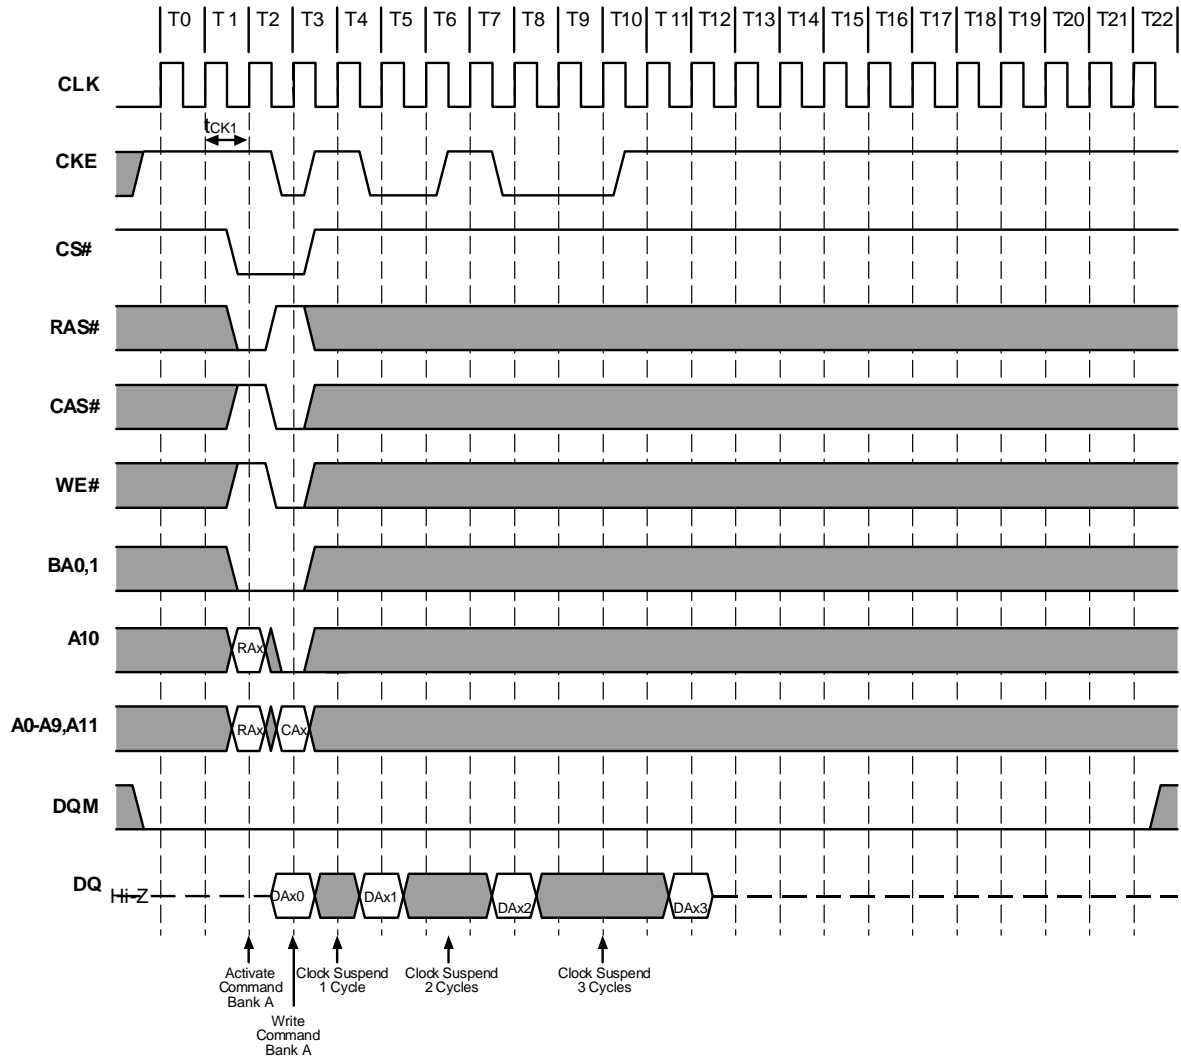 T0 T1 T2 T3 T4 T5 T6 T7 T8 T9 T10 T11 T12 T13 T14 T15 T16 T17 T18 T19 T20 T21 T22
CLK
tCK1
CKE
CS#
RAS#
CAS#
WE#
BA0,1
A10
RAx
A0-A9,A11
RAx CAx
DQM
DQ
Hi-Z
DAx0 DAx1 DAx2 DAx3
Activate
Command
Bank A
Write
Command
Bank A
Clock Suspend
1 Cycle
Clock Suspend
2 Cycles
Clock Suspend
3 Cycles